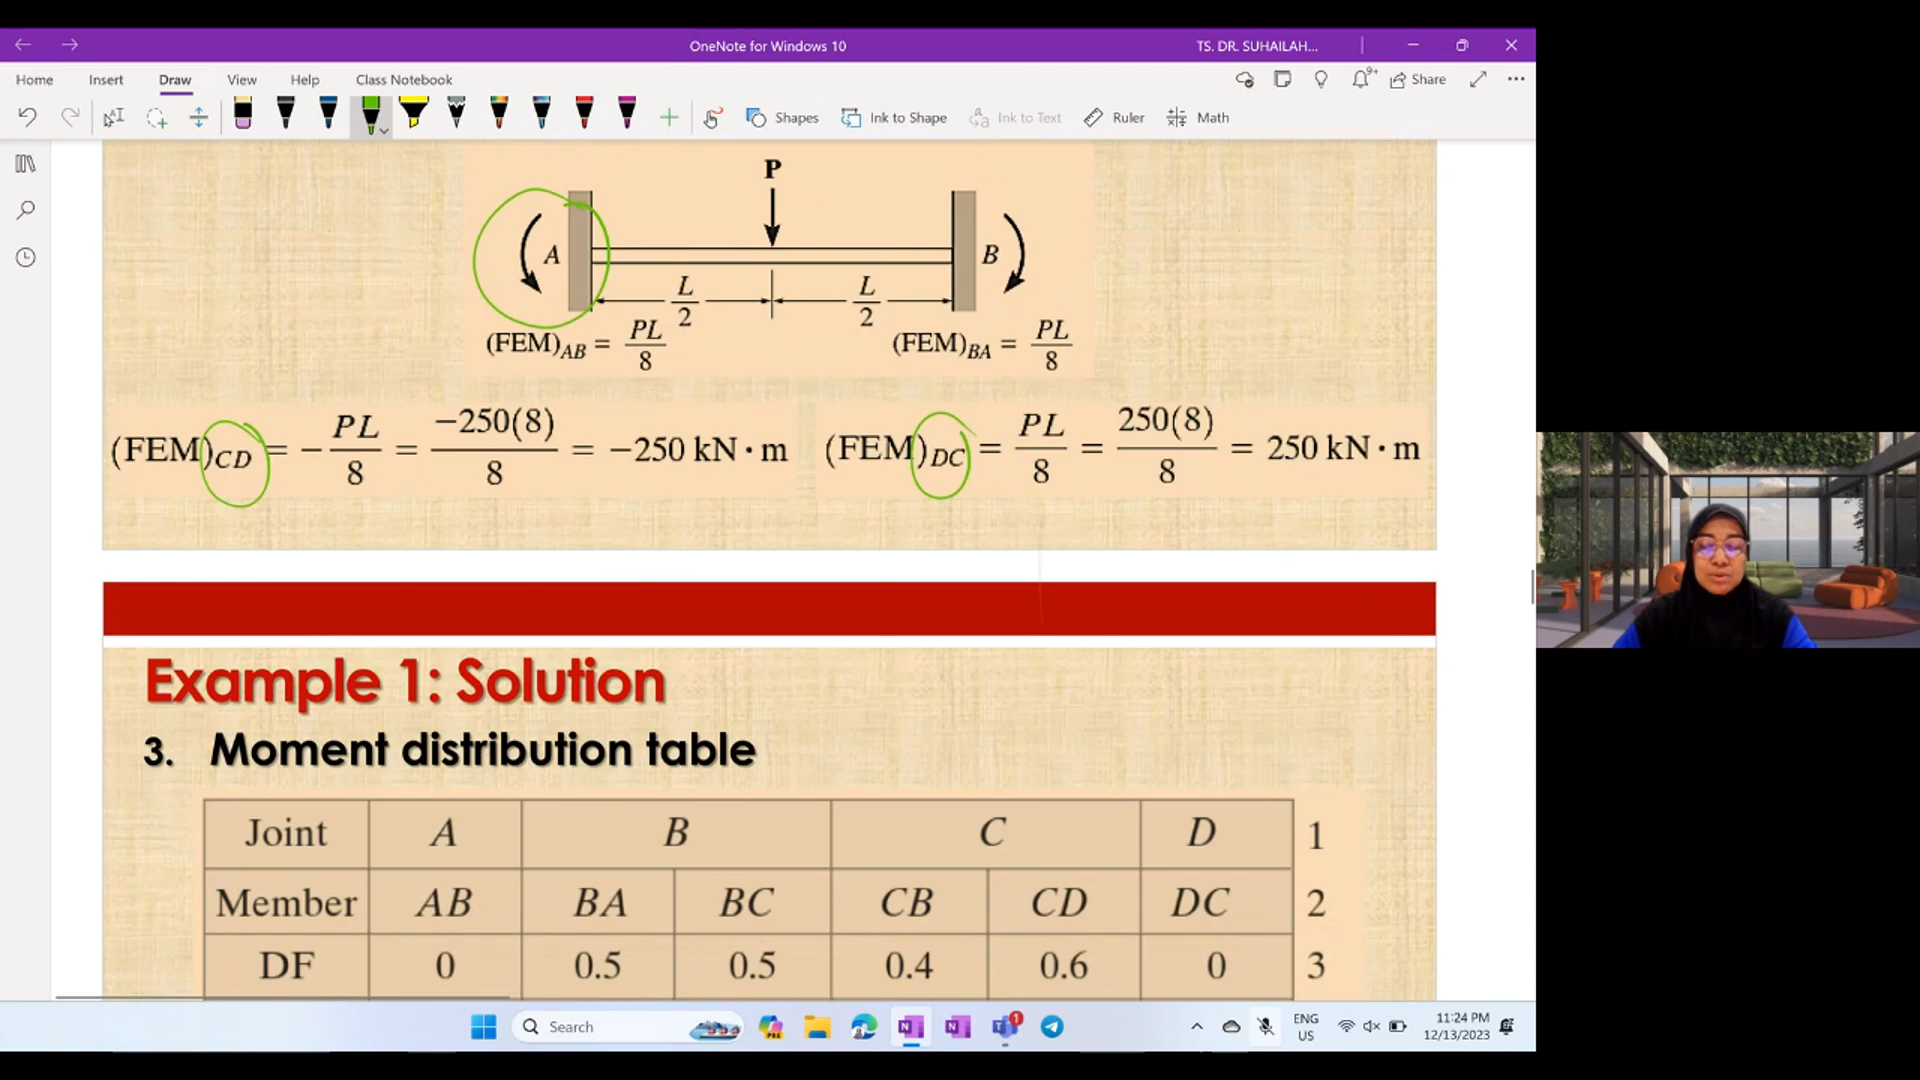 OneNote for Windows 10
TS. DR. SUHAILAH...
Home Insert Draw View Help Class Notebook
9+ Share
Shapes Ink to Shape Ink to Text Ruler Math
P
A B
L/2 L/2
(FEM)AB = PL/8 (FEM)BA = PL/8
(FEM)CD = − PL/8 = −250(8)/8 = −250 kN · m (FEM)DC = PL/8 = 250(8)/8 = 250 kN · m
Example 1: Solution
3. Moment distribution table
Joint A B C D 1
Member AB BA BC CB CD DC 2
DF 0 0.5 0.5 0.4 0.6 0 3
Search
1
ENG
US
11:24 PM
12/13/2023